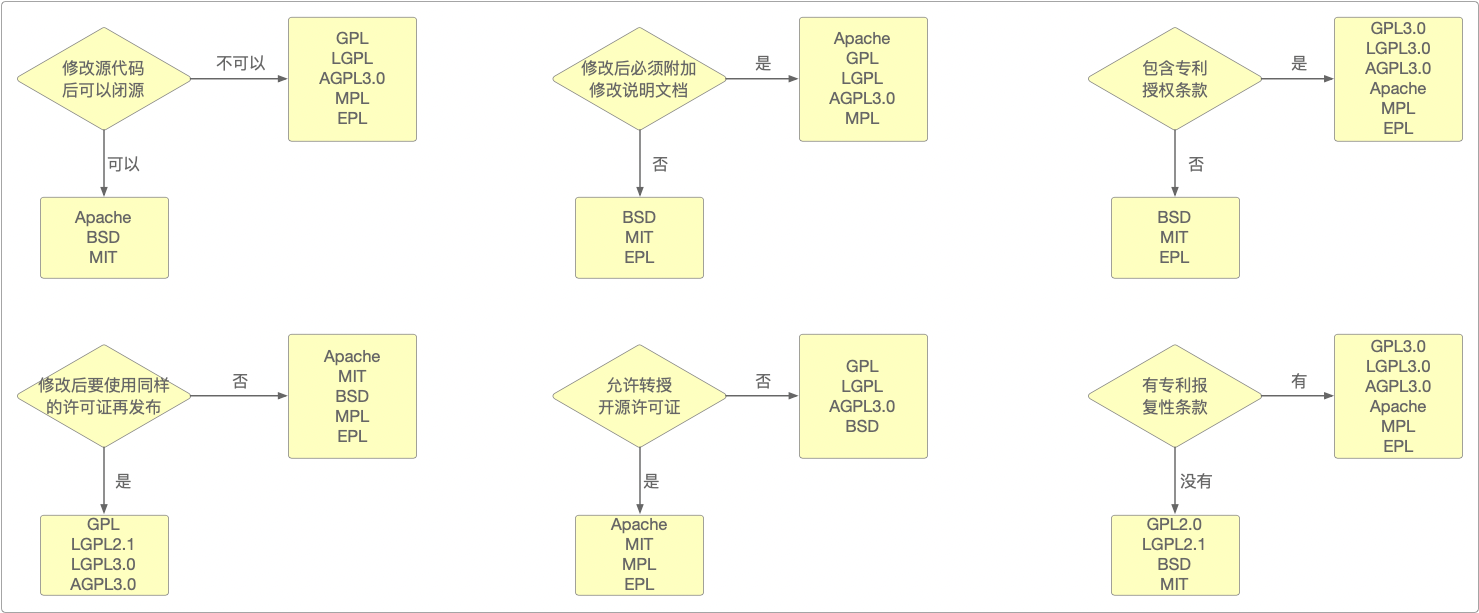 修改源代码
后可以闭源
不可以
GPL
LGPL
AGPL3.0
MPL
EPL
可以
Apache
BSD
MIT
修改后必须附加
修改说明文档
是
Apache
GPL
LGPL
AGPL3.0
MPL
否
BSD
MIT
EPL
包含专利
授权条款
是
GPL3.0
LGPL3.0
AGPL3.0
Apache
MPL
EPL
否
BSD
MIT
EPL
修改后要使用同样
的许可证再发布
否
Apache
MIT
BSD
MPL
EPL
是
GPL
LGPL2.1
LGPL3.0
AGPL3.0
允许转授
开源许可证
否
GPL
LGPL
AGPL3.0
BSD
是
Apache
MIT
MPL
EPL
有专利报
复性条款
有
GPL3.0
LGPL3.0
AGPL3.0
Apache
MPL
EPL
没有
GPL2.0
LGPL2.1
BSD
MIT